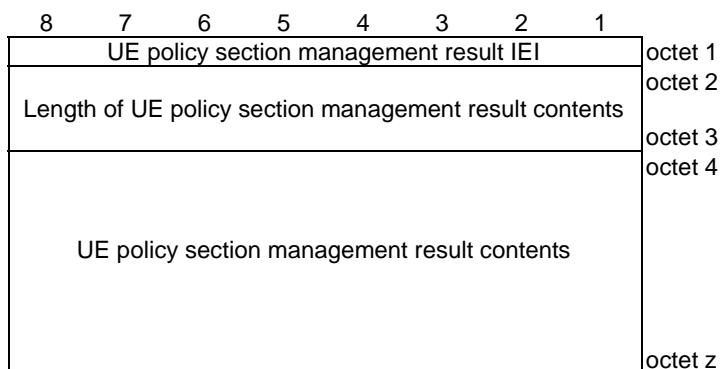 8 7 6 5 4 3 2 1
UE policy section management result IEI octet 1
octet 2
Length of UE policy section management result contents
octet 3
octet 4
UE policy section management result contents
octet z